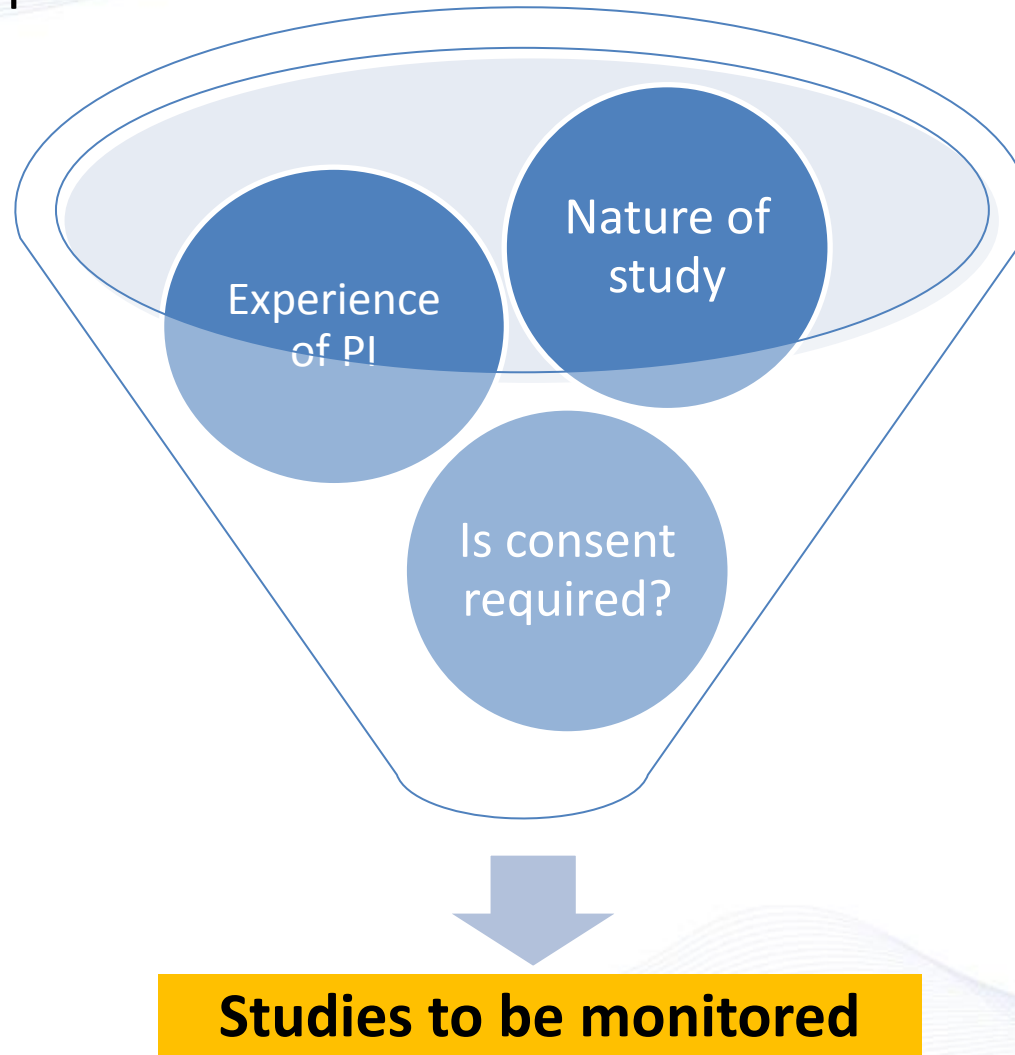 Nature of
study
Experience
of PI
Is consent
required?
Studies to be monitored